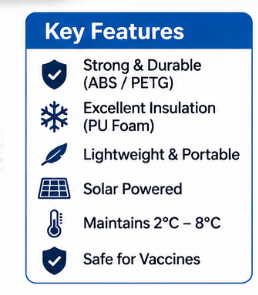 Key Features
Strong & Durable
(ABS / PETG)
Excellent Insulation
(PU Foam)
Lightweight & Portable
Solar Powered
Maintains 2°C – 8°C
Safe for Vaccines